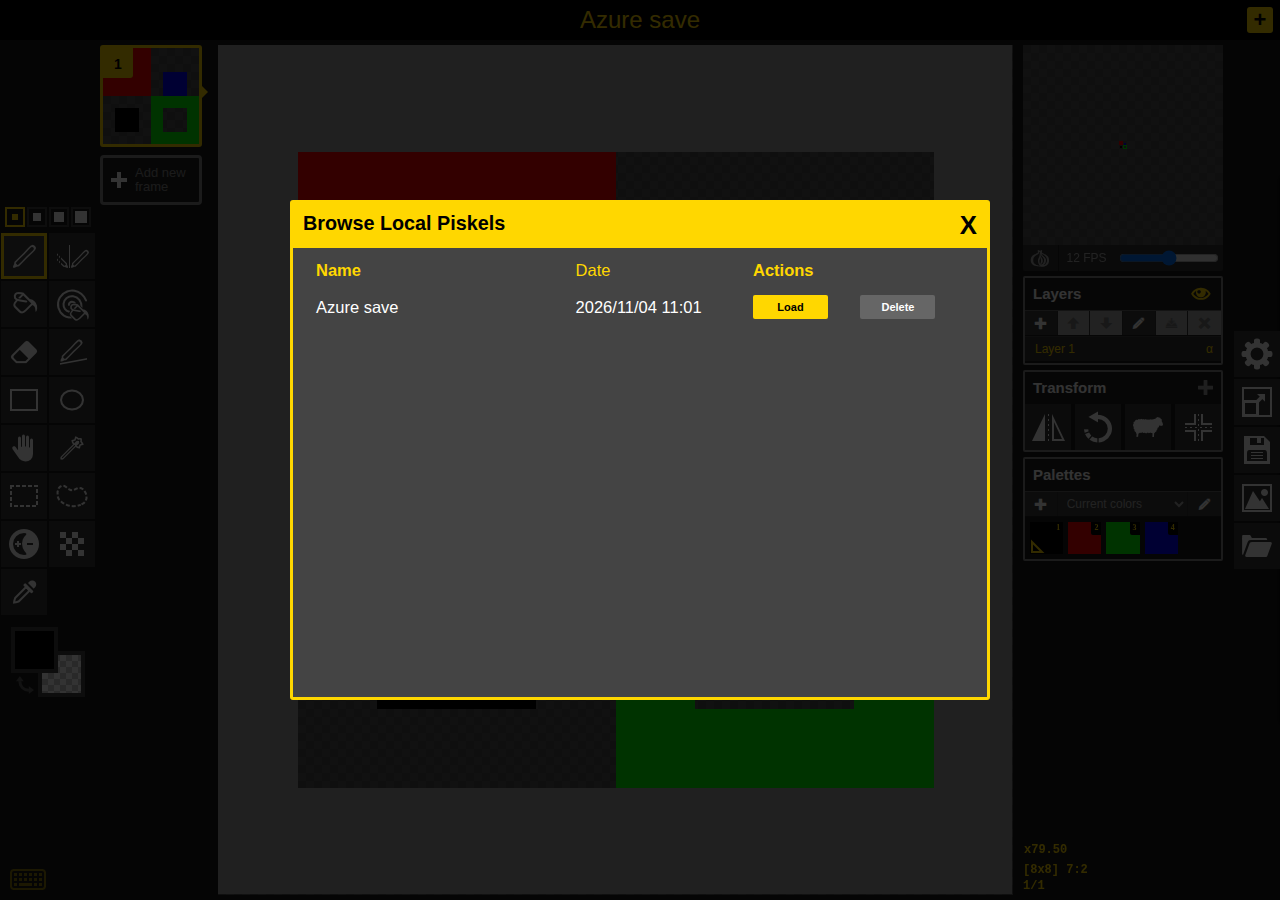 Azure save
+
1
Add new
frame
12 FPS
Browse Local Piskels
X
Name Date Actions
Azure save 2026/11/04 11:01 Load Delete
Layers
Layer 1 α
Transform
Palettes
Current colors
1 2 3 4
x79.50
[8x8] 7:2
1/1